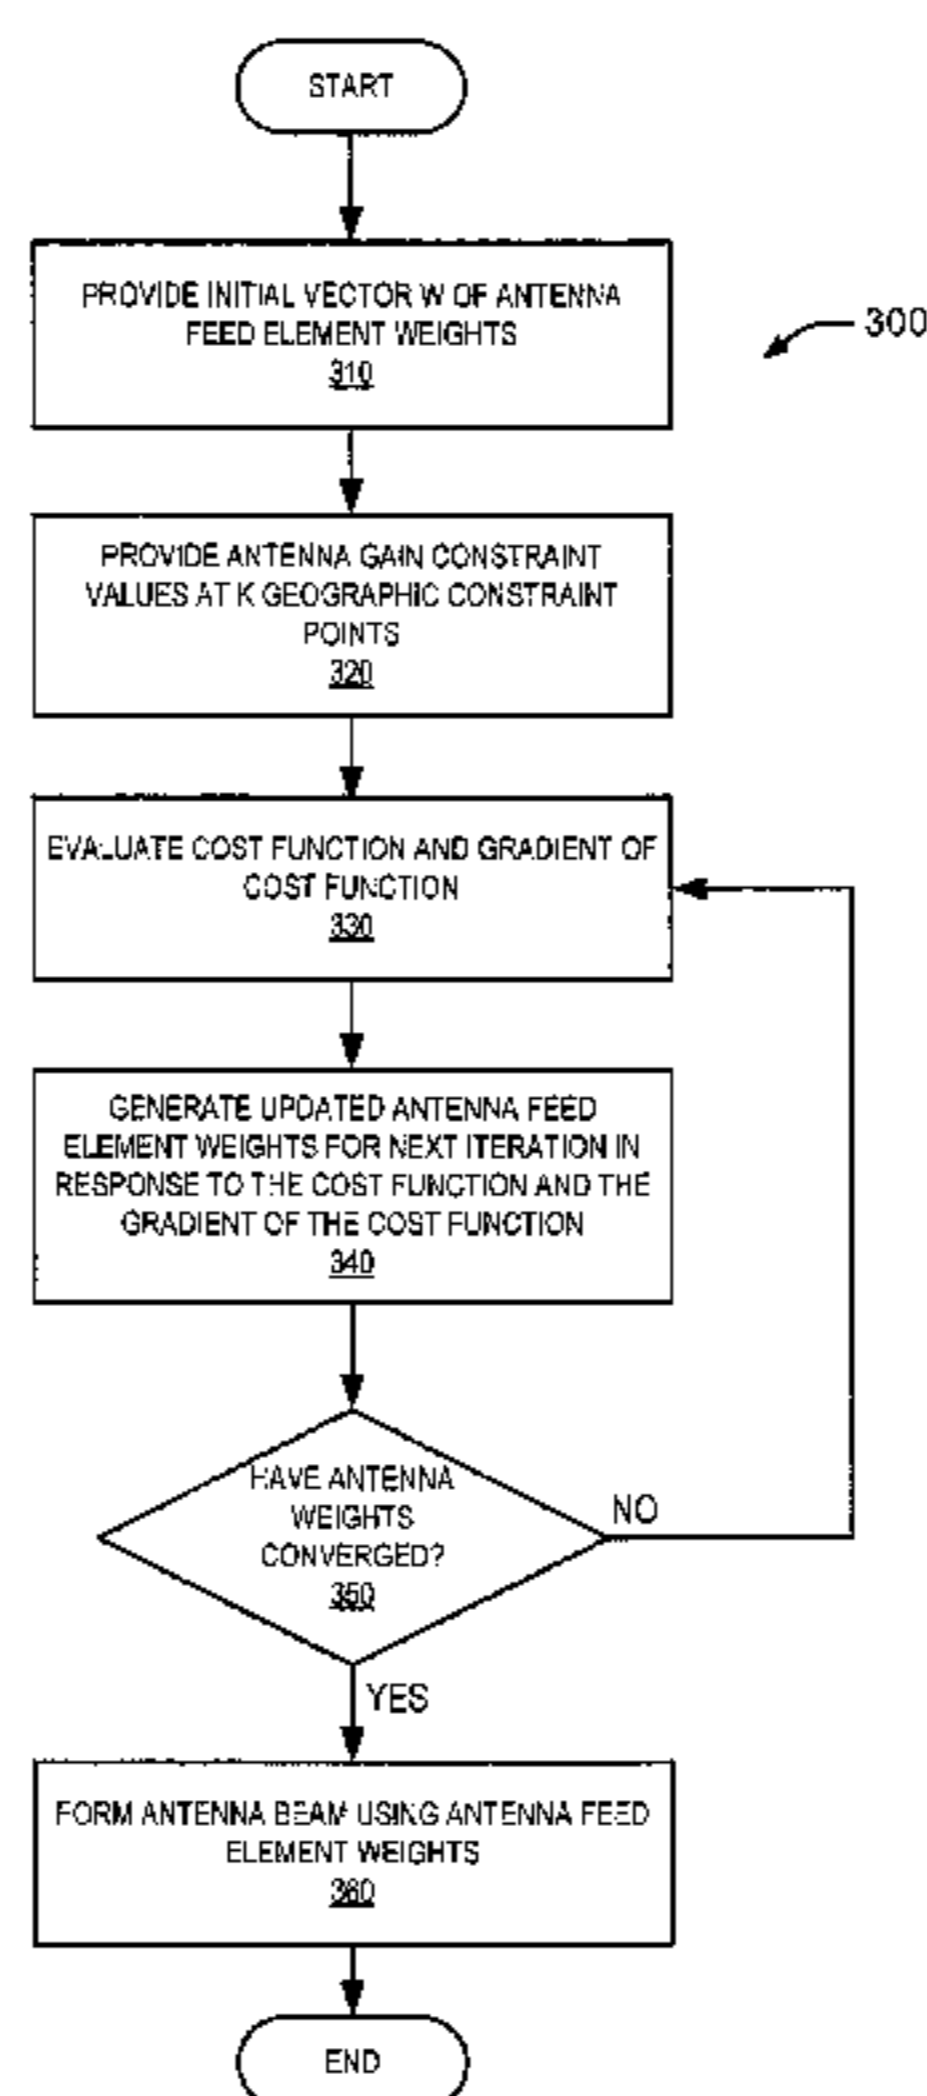 START
PROVIDE INITIAL VECTOR W OF ANTENNA
FEED ELEMENT WEIGHTS
310
300
PROVIDE ANTENNA GAIN CONSTRAINT
VALUES AT K GEOGRAPHIC CONSTRAINT
POINTS
320
EVALUATE COST FUNCTION AND GRADIENT OF
COST FUNCTION
330
GENERATE UPDATED ANTENNA FEED
ELEMENT WEIGHTS FOR NEXT ITERATION IN
RESPONSE TO THE COST FUNCTION AND THE
GRADIENT OF THE COST FUNCTION
340
HAVE ANTENNA
WEIGHTS
CONVERGED?
350
NO
YES
FORM ANTENNA BEAM USING ANTENNA FEED
ELEMENT WEIGHTS
360
END